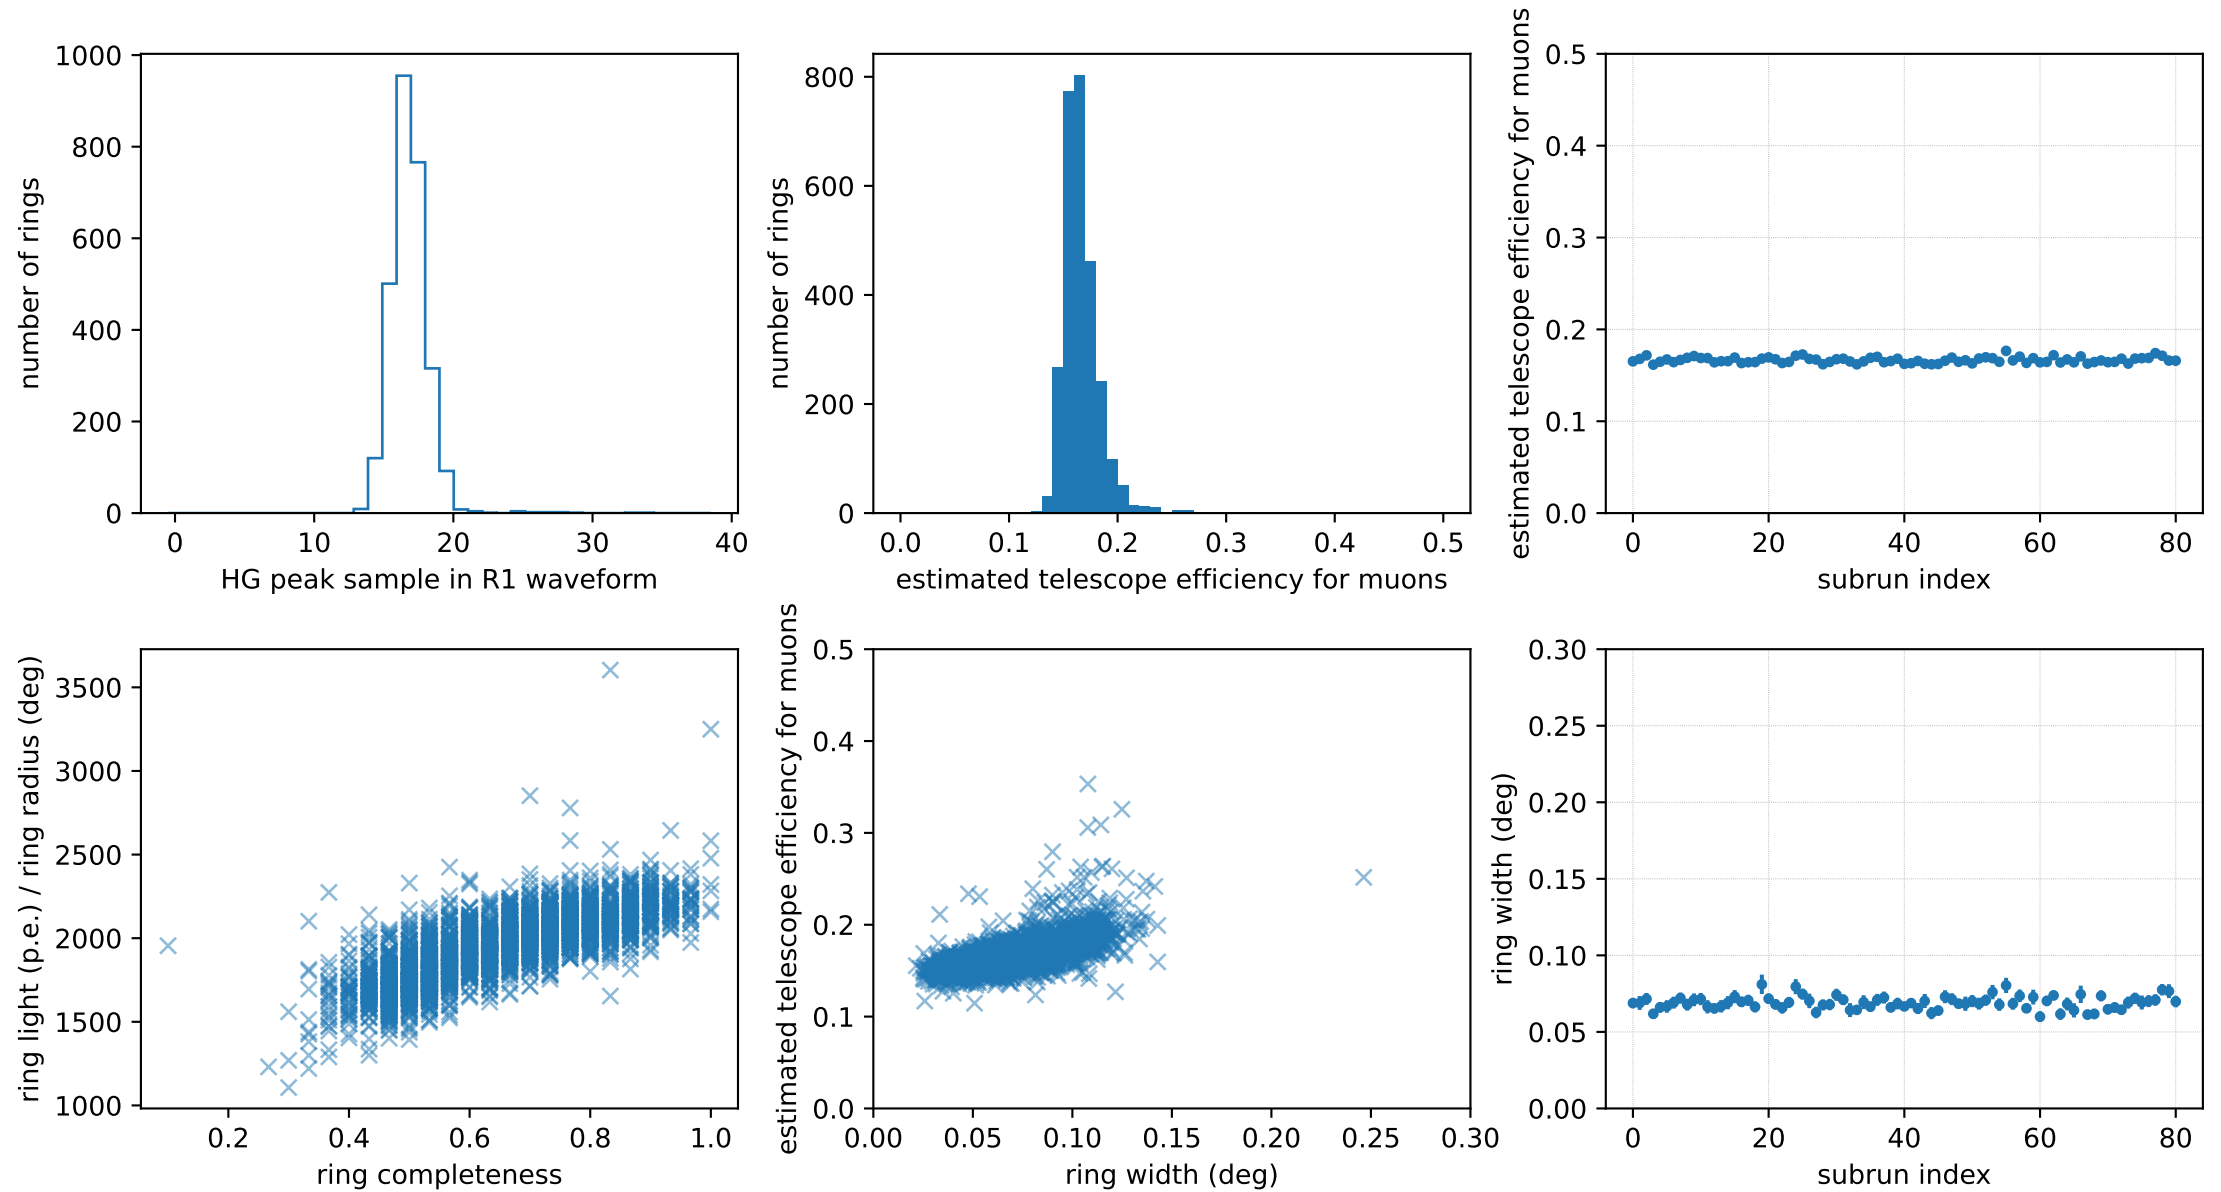 1000
800
600
400
200
0
number of rings
0 10 20 30 40
HG peak sample in R1 waveform
800
600
400
200
0
number of rings
0.0 0.1 0.2 0.3 0.4 0.5
estimated telescope efficiency for muons
0.5
0.4
0.3
0.2
0.1
0.0
estimated telescope efficiency for muons
0 20 40 60 80
subrun index
3500
3000
2500
2000
1500
1000
ring light (p.e.) / ring radius (deg)
0.2 0.4 0.6 0.8 1.0
ring completeness
0.5
0.4
0.3
0.2
0.1
0.0
estimated telescope efficiency for muons
0.00 0.05 0.10 0.15 0.20 0.25 0.30
ring width (deg)
0.30
0.25
0.20
0.15
0.10
0.05
0.00
ring width (deg)
0 20 40 60 80
subrun index